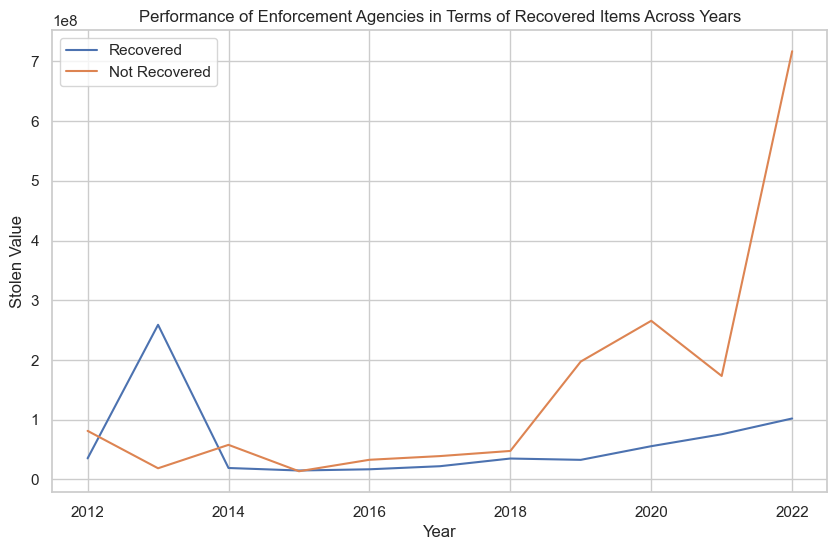 Performance of Enforcement Agencies in Terms of Recovered Items Across Years
1e8
Recovered
Not Recovered
7
6
5
4
3
2
1
0
Stolen Value
2012 2014 2016 2018 2020 2022
Year